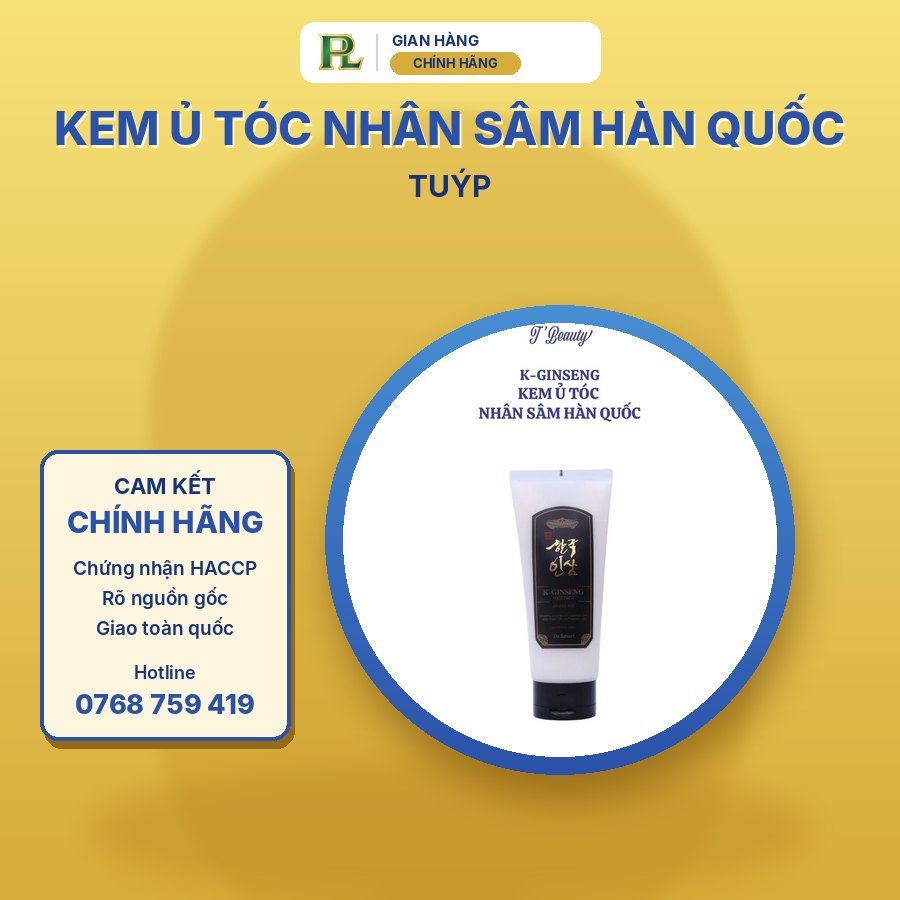 PL
GIAN HÀNG
CHÍNH HÃNG
KEM Ủ TÓC NHÂN SÂM HÀN QUỐC
TUÝP
T'Beauty
K-GINSENG
KEM Ủ TÓC
NHÂN SÂM HÀN QUỐC
한국
인삼
K-GINSENG
CAM KẾT
CHÍNH HÃNG
Chứng nhận HACCP
Rõ nguồn gốc
Giao toàn quốc
Hotline
0768 759 419